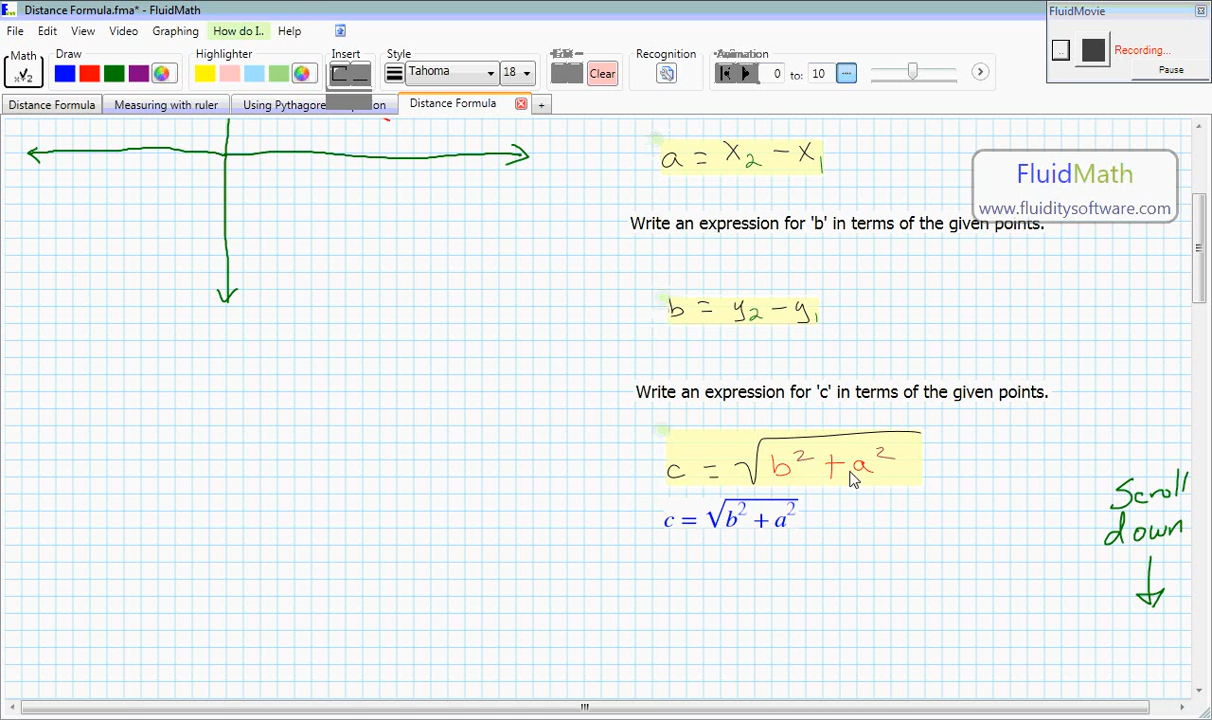 Distance Formula.fma* - FluidMath
FluidMovie
File Edit View Video Graphing How do I.. Help
Recording...
Pause
Math Draw Highlighter Insert Style Recognition Animation
√2 Tahoma 18 Clear 0 to: 10
Distance Formula Measuring with ruler Using Pythagore Distance Formula +
a = x₂ - x₁
FluidMath
www.fluiditysoftware.com
Write an expression for 'b' in terms of the given points.
b = y₂ - y₁
Write an expression for 'c' in terms of the given points.
c = √(b² + a²)
c = √(b² + a²)
Scroll
down